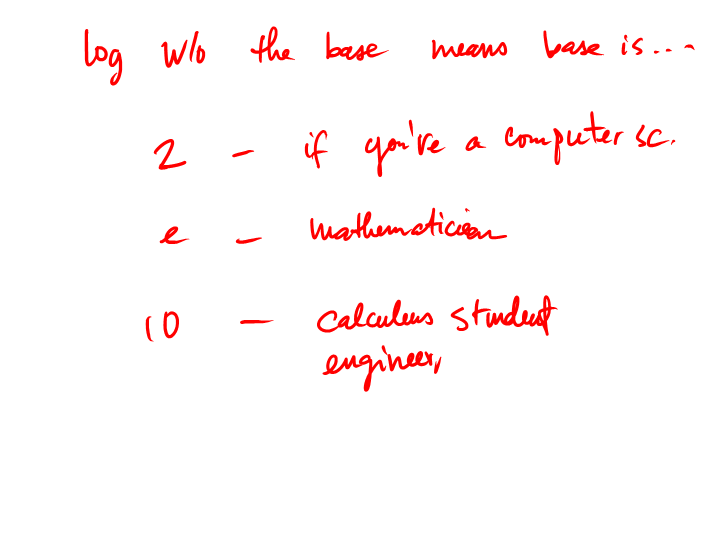 log w/o the base means base is...
2 - if you're a computer sc.
e - mathematician
10 - calculus student
engineer,